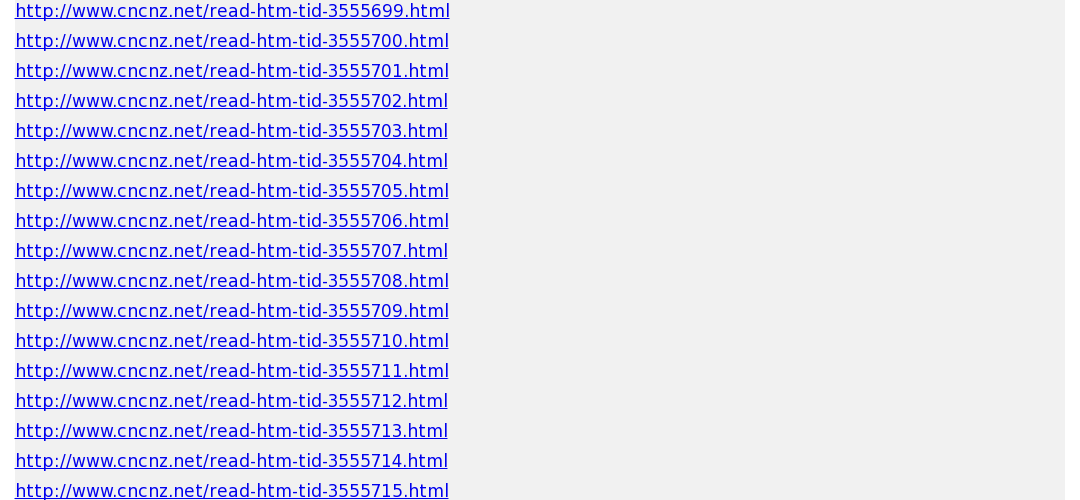 http://www.cncnz.net/read-htm-tid-3555699.html
http://www.cncnz.net/read-htm-tid-3555700.html
http://www.cncnz.net/read-htm-tid-3555701.html
http://www.cncnz.net/read-htm-tid-3555702.html
http://www.cncnz.net/read-htm-tid-3555703.html
http://www.cncnz.net/read-htm-tid-3555704.html
http://www.cncnz.net/read-htm-tid-3555705.html
http://www.cncnz.net/read-htm-tid-3555706.html
http://www.cncnz.net/read-htm-tid-3555707.html
http://www.cncnz.net/read-htm-tid-3555708.html
http://www.cncnz.net/read-htm-tid-3555709.html
http://www.cncnz.net/read-htm-tid-3555710.html
http://www.cncnz.net/read-htm-tid-3555711.html
http://www.cncnz.net/read-htm-tid-3555712.html
http://www.cncnz.net/read-htm-tid-3555713.html
http://www.cncnz.net/read-htm-tid-3555714.html
http://www.cncnz.net/read-htm-tid-3555715.html